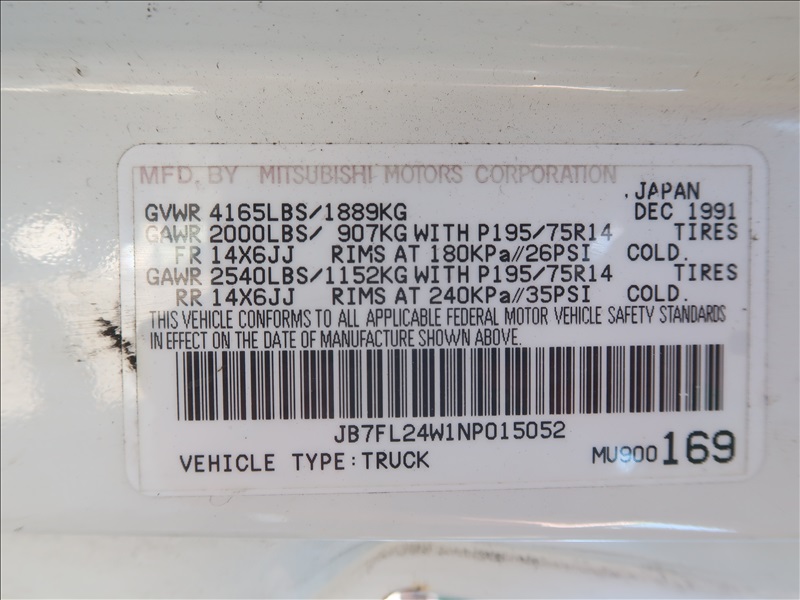 MFD. BY MITSUBISHI MOTORS CORPORATION
, JAPAN
GVWR 4165LBS/1889KG DEC 1991
GAWR 2000LBS/ 907KG WITH P195/75R14 TIRES
FR 14X6JJ RIMS AT 180KPa//26PSI COLD.
GAWR 2540LBS/1152KG WITH P195/75R14 TIRES
RR 14X6JJ RIMS AT 240KPa//35PSI COLD.
THIS VEHICLE CONFORMS TO ALL APPLICABLE FEDERAL MOTOR VEHICLE SAFETY STANDARDS
IN EFFECT ON THE DATE OF MANUFACTURE SHOWN ABOVE.
JB7FL24W1NP015052
VEHICLE TYPE:TRUCK MU900169